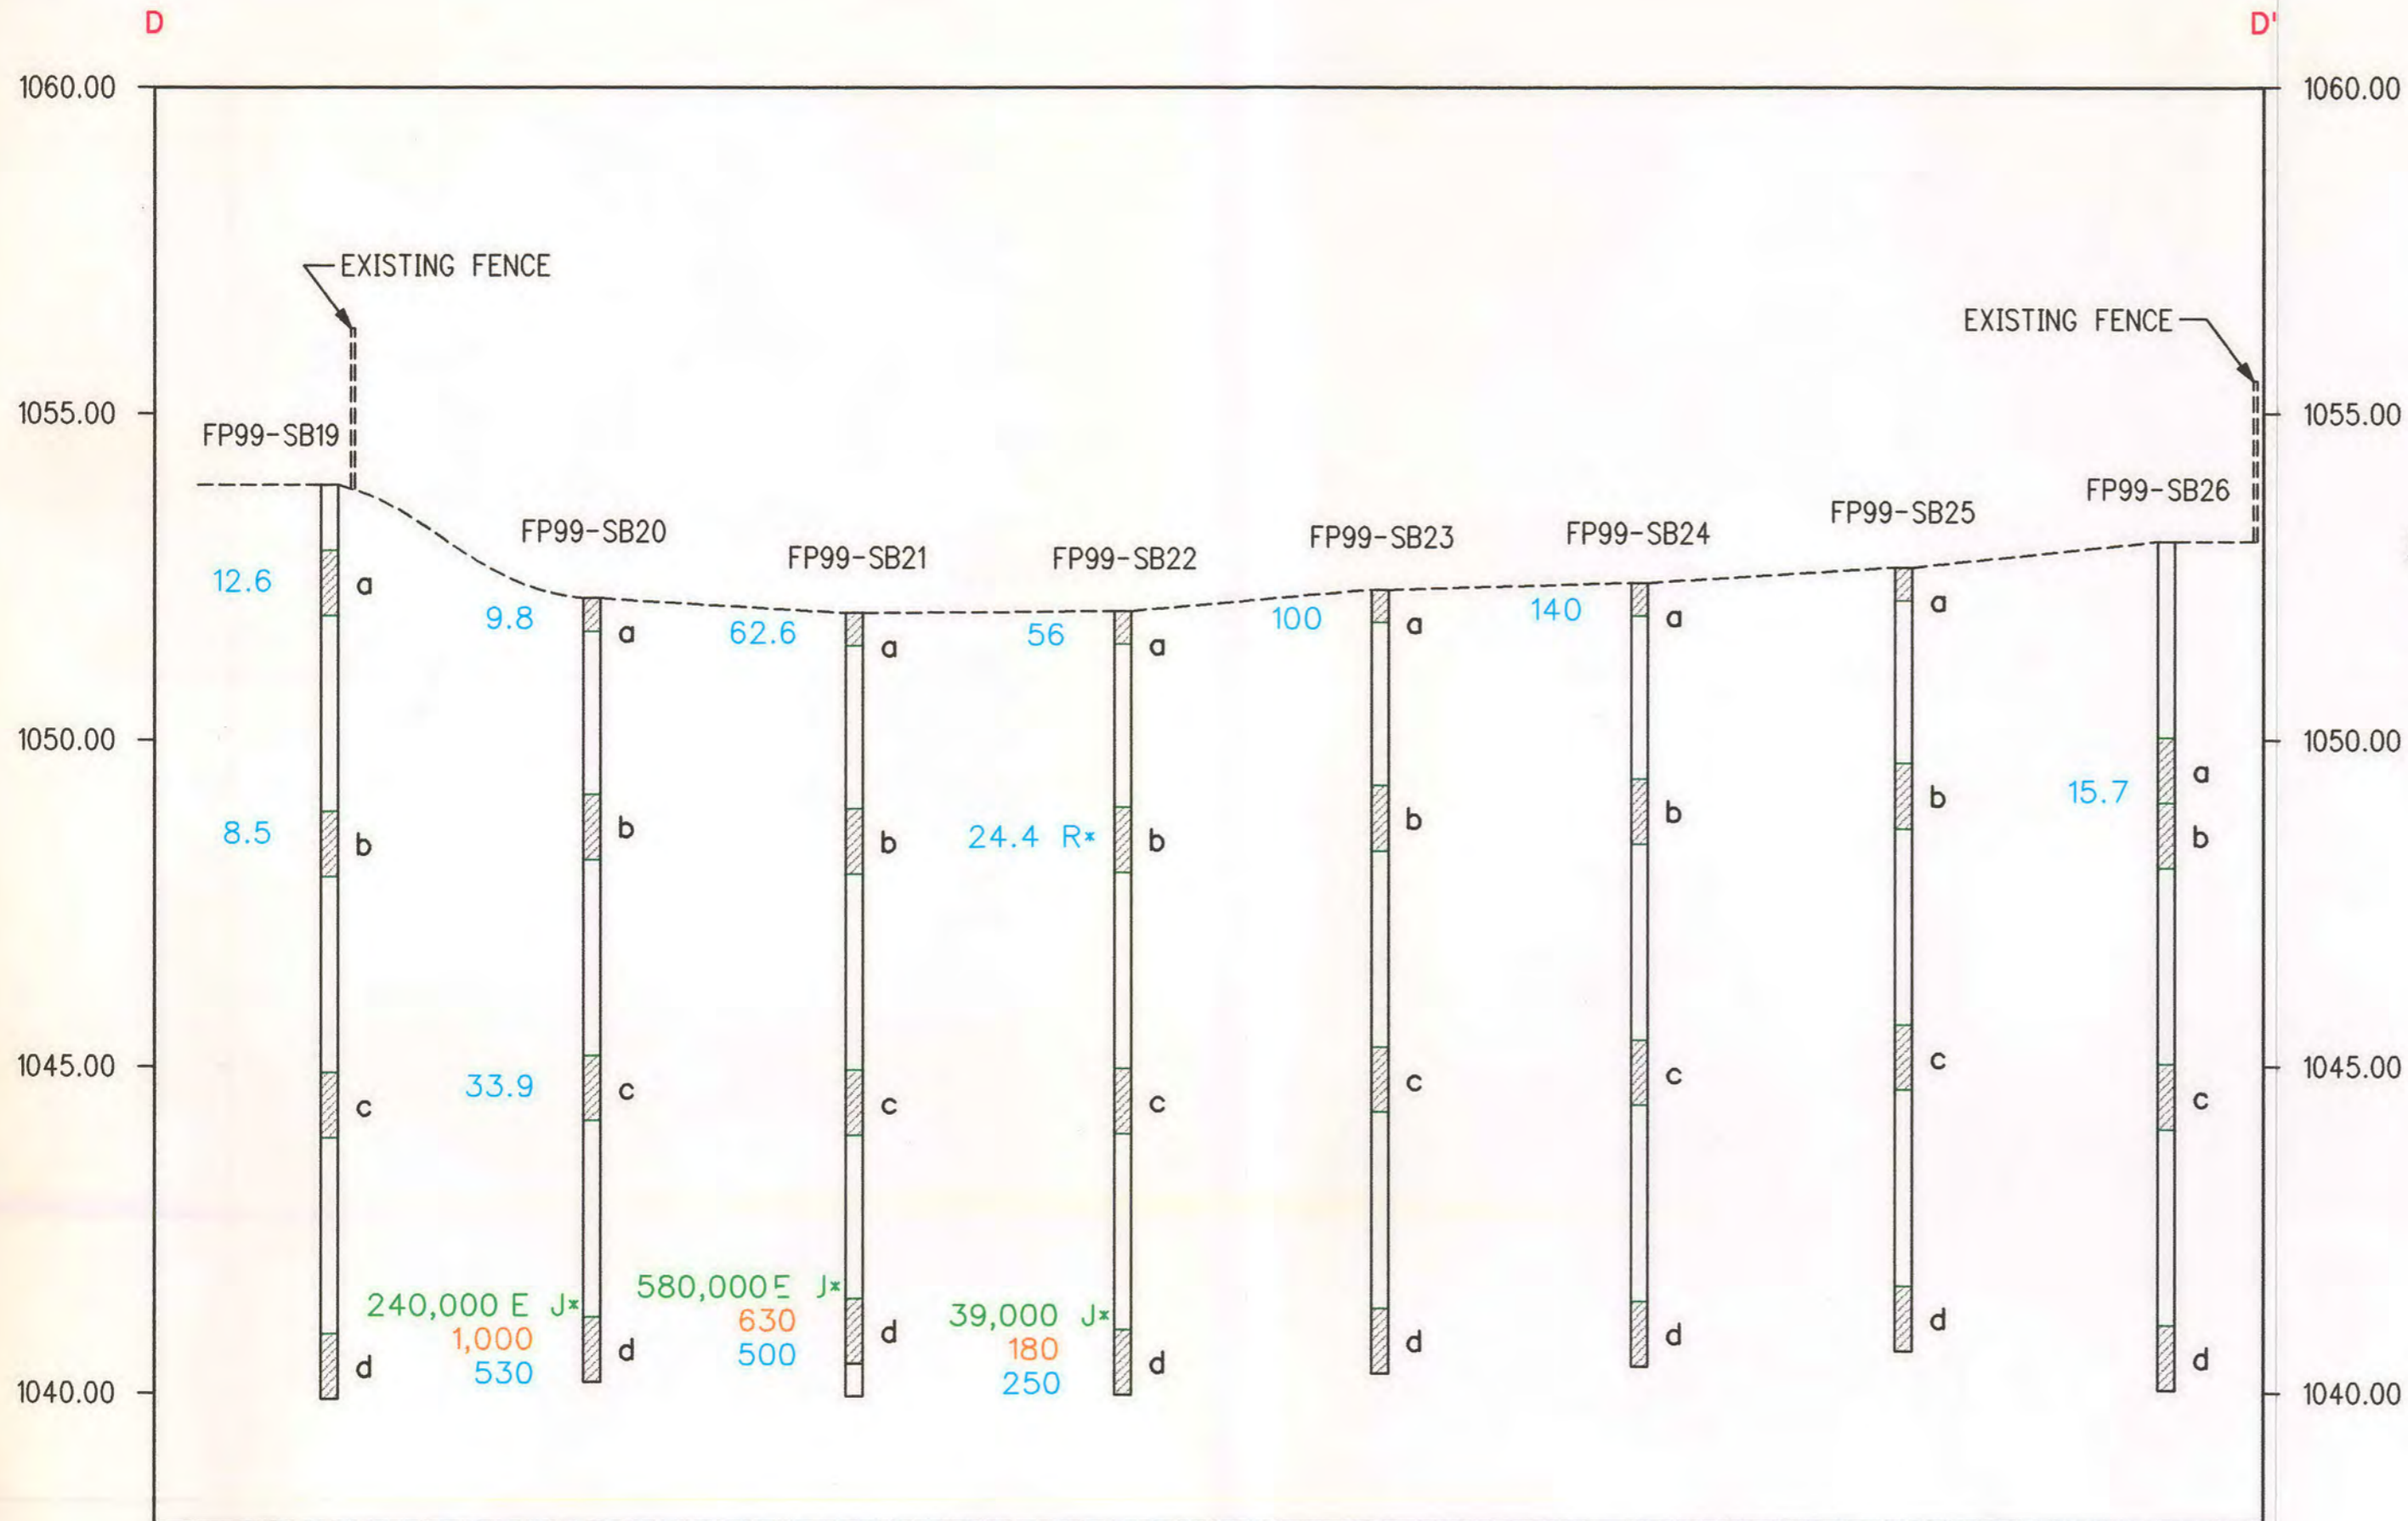 D D'
1060.00 1060.00
EXISTING FENCE
EXISTING FENCE
1055.00 1055.00
FP99-SB19
FP99-SB26
FP99-SB25
FP99-SB20 FP99-SB23 FP99-SB24
FP99-SB21 FP99-SB22
12.6 a
9.8 a 62.6 a 56 a 100 a 140 a a
1050.00 1050.00
a
15.7
8.5 b b b 24.4 R* b b b b b
1045.00 1045.00
33.9 c
c c c c c c c
240,000 E J* 580,000 E J* 39,000 J*
1,000 630 180
530 500 250
d d d d d d d d
1040.00 1040.00